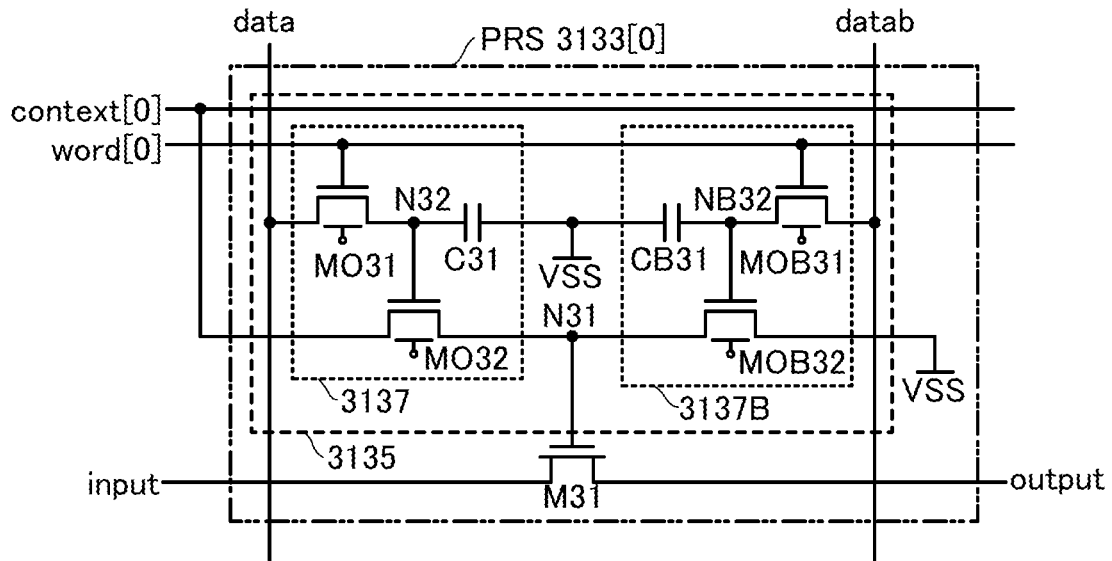 data
PRS 3133[0]
datab
context[0]
word[0]
N32
NB32
MO31
C31
VSS
CB31
MOB31
N31
MO32
MOB32
VSS
3137
3137B
3135
input
M31
output